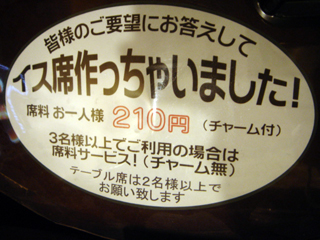 皆様のご要望にお答えして
イス席作っちゃいました!
席料 お一人様 210円 (チャーム付)
3名様以上でご利用の場合は
席料サービス!(チャーム無)
テーブル席は2名様以上で
お願い致します